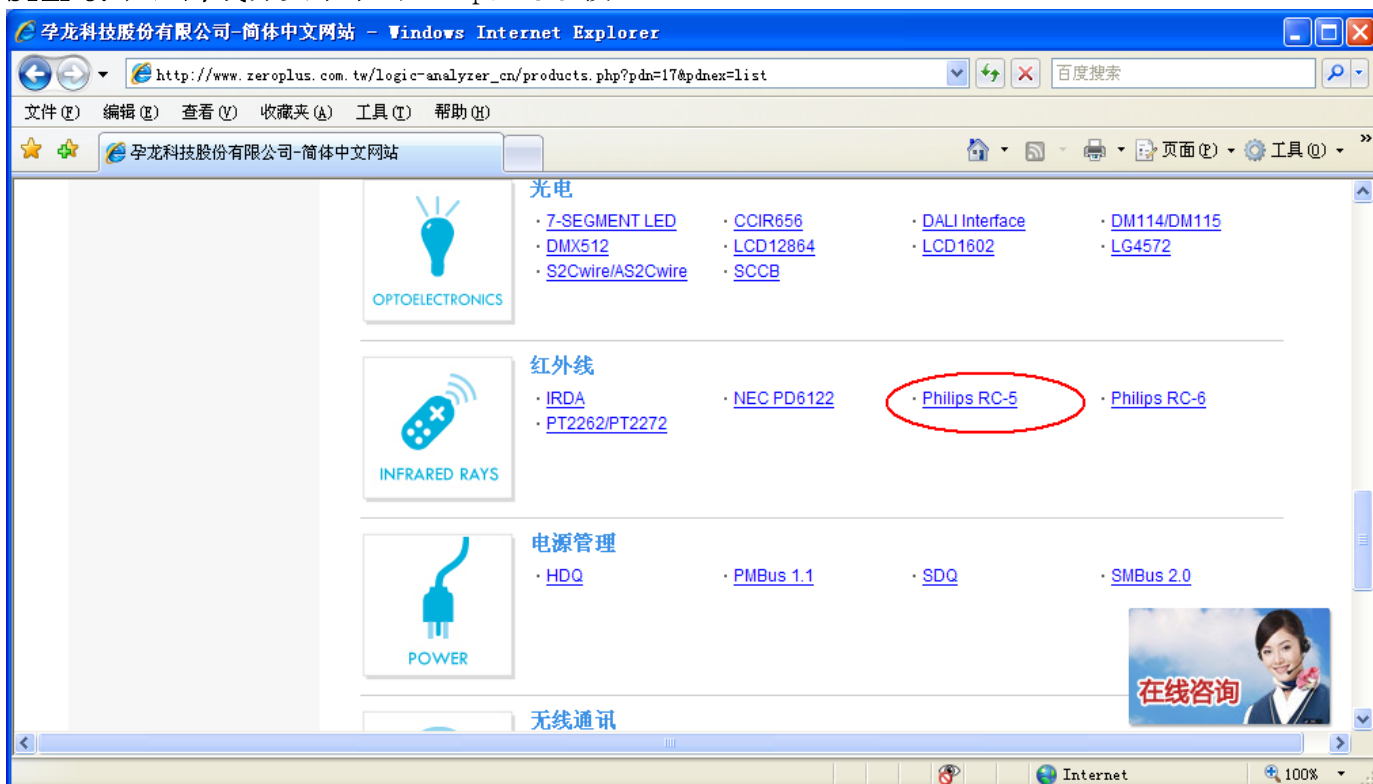 孕龙科技股份有限公司-简体中文网站 - Windows Internet Explorer
http://www.zeroplus.com.tw/logic-analyzer_cn/products.php?pdn=17&pdnex=list
百度搜索
文件(F) 编辑(E) 查看(V) 收藏夹(A) 工具(T) 帮助(H)
孕龙科技股份有限公司-简体中文网站
页面(P) 工具(O) »
光电
· 7-SEGMENT LED · CCIR656 · DALI Interface · DM114/DM115
· DMX512 · LCD12864 · LCD1602 · LG4572
· S2Cwire/AS2Cwire · SCCB
OPTOELECTRONICS
红外线
· IRDA · NEC PD6122 · Philips RC-5 · Philips RC-6
· PT2262/PT2272
INFRARED RAYS
电源管理
· HDQ · PMBus 1.1 · SDQ · SMBus 2.0
POWER
在线咨询
无线通讯
Internet 100%